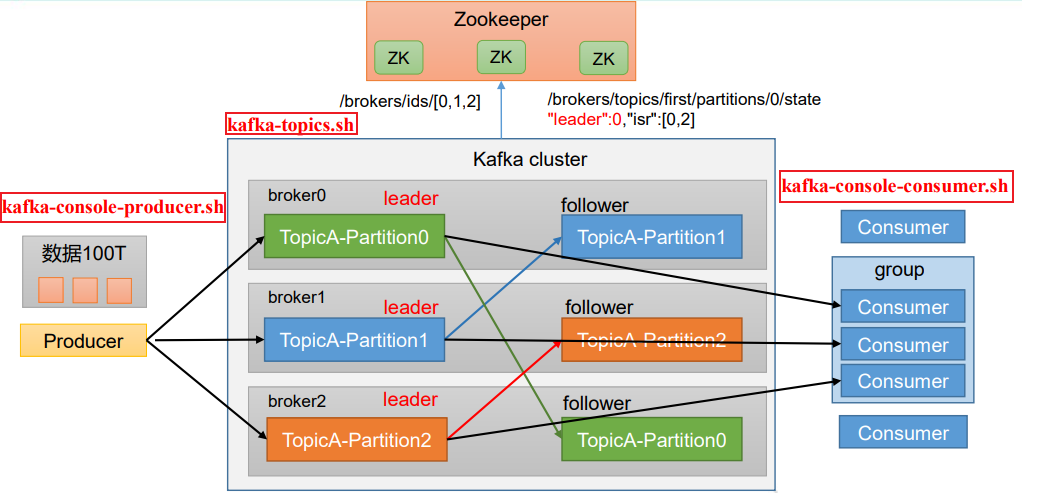 Zookeeper
ZK
ZK
ZK
/brokers/ids/[0,1,2]
/brokers/topics/first/partitions/0/state
"leader":0,"isr":[0,2]
kafka-topics.sh
Kafka cluster
kafka-console-producer.sh
kafka-console-consumer.sh
数据100T
Producer
broker0
leader
follower
TopicA-Partition0
TopicA-Partition1
broker1
leader
follower
TopicA-Partition1
TopicA-Partition2
broker2
leader
follower
TopicA-Partition2
TopicA-Partition0
Consumer
group
Consumer
Consumer
Consumer
Consumer